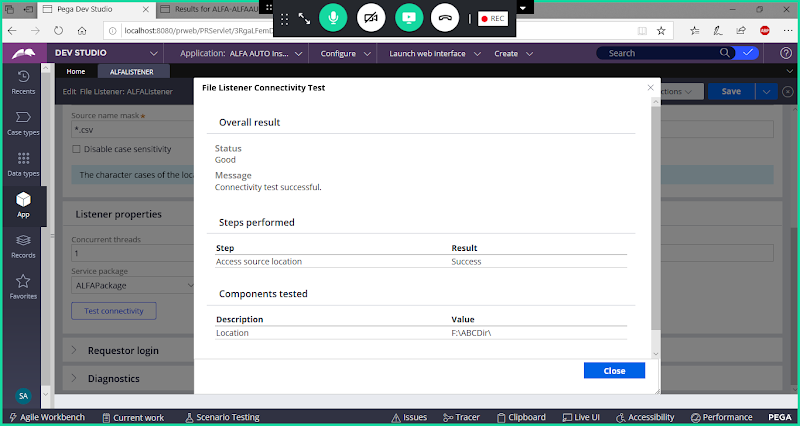 Pega Dev Studio
Results for ALFA-ALFAAU
REC
localhost:8080/prweb/PRServlet/3RgaLFemD
ABP
DEV STUDIO
Application: ALFA AUTO Ins...
Configure
Launch web interface
Create
Search
Home
ALFALISTENER
Recents
Edit File Listener: ALFAListener
Save
File Listener Connectivity Test
Source name mask
*.csv
Disable case sensitivity
The character cases of the loca
Overall result
Status
Good
Message
Connectivity test successful.
Case types
Data types
App
Records
Favorites
Listener properties
Concurrent threads
1
Service package
ALFAPackage
Test connectivity
Steps performed
Step Result
Access source location Success
Components tested
Description Value
Location F:\ABCDir\
Requestor login
Close
Diagnostics
SA
Agile Workbench
Current work
Scenario Testing
Issues
Tracer
Clipboard
Live UI
Accessibility
Performance
PEGA